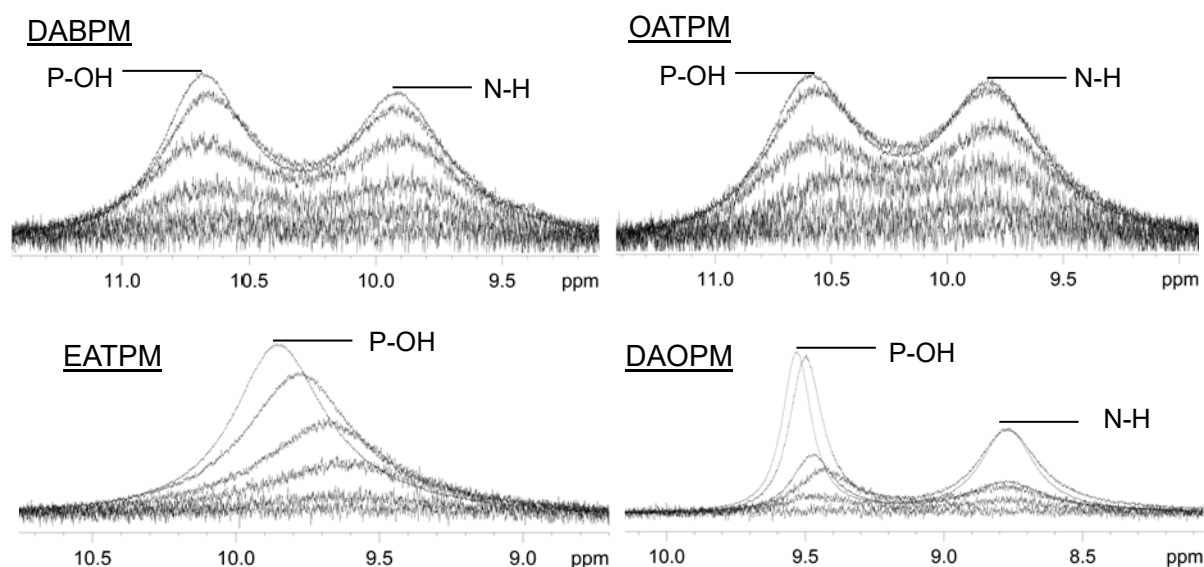 DABPM
P-OH
N-H
11.0 10.5 10.0 9.5 ppm
OATPM
P-OH
N-H
11.0 10.5 10.0 9.5 ppm
EATPM
P-OH
10.5 10.0 9.5 9.0 ppm
DAOPM
P-OH
N-H
10.0 9.5 9.0 8.5 ppm